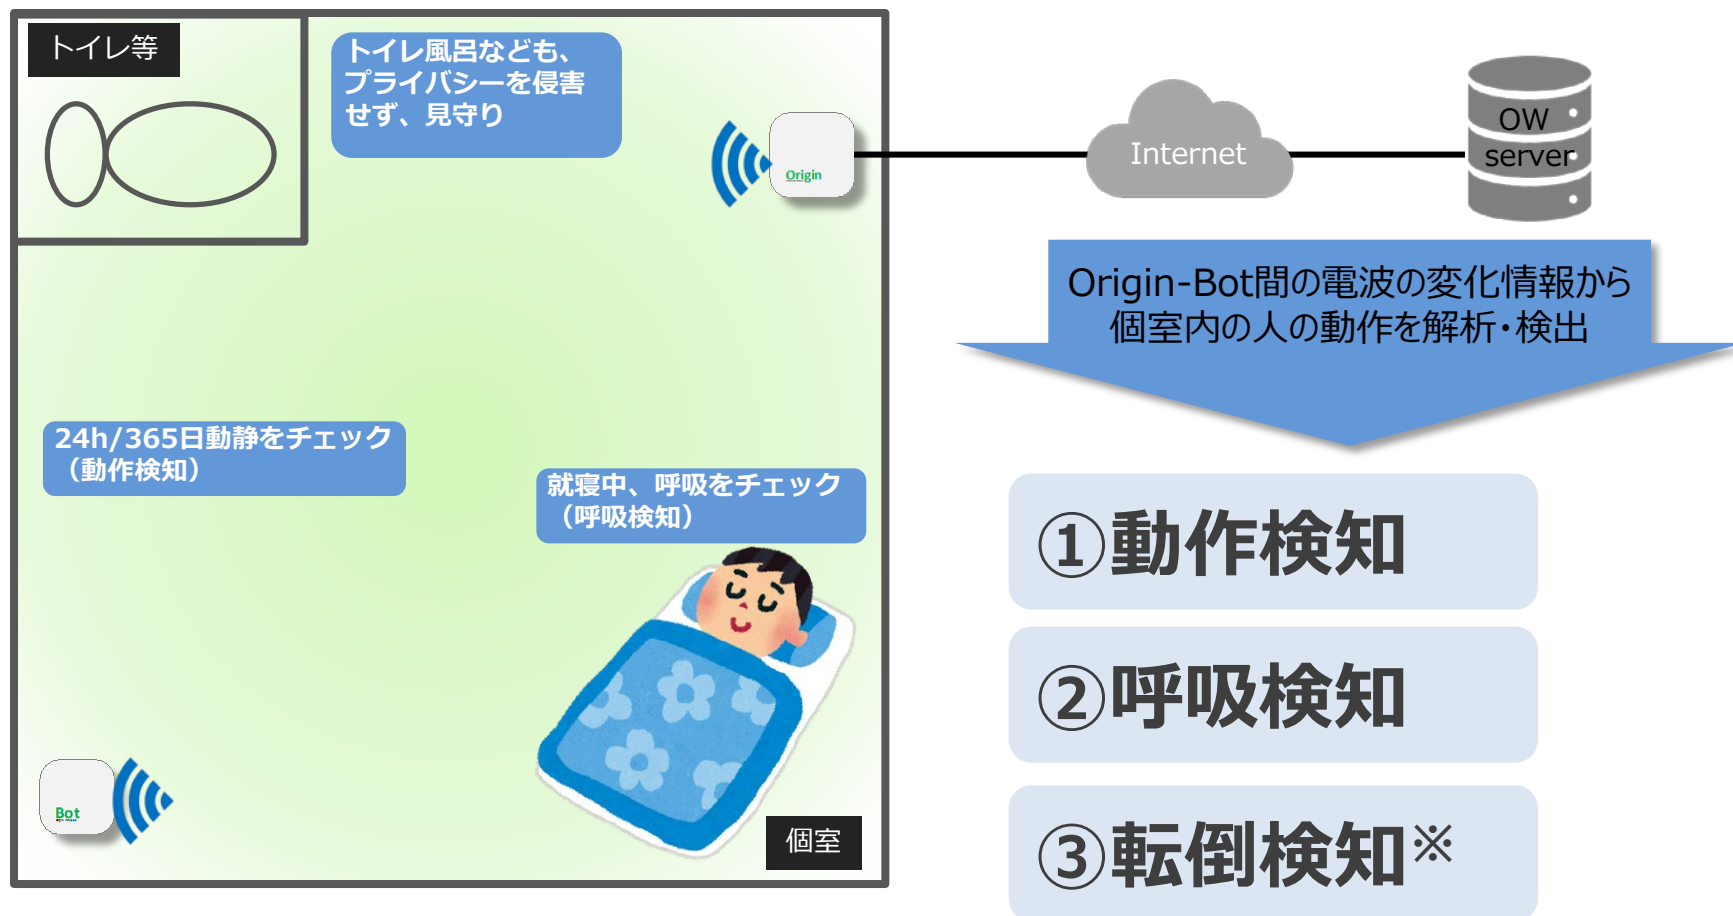 トイレ等
トイレ風呂なども、
プライバシーを侵害
せず、見守り
Origin
Internet
OW
server
Origin-Bot間の電波の変化情報から
個室内の人の動作を解析・検出
24h/365日動静をチェック
（動作検知）
就寝中、呼吸をチェック
（呼吸検知）
Bot
個室
①動作検知
②呼吸検知
③転倒検知※